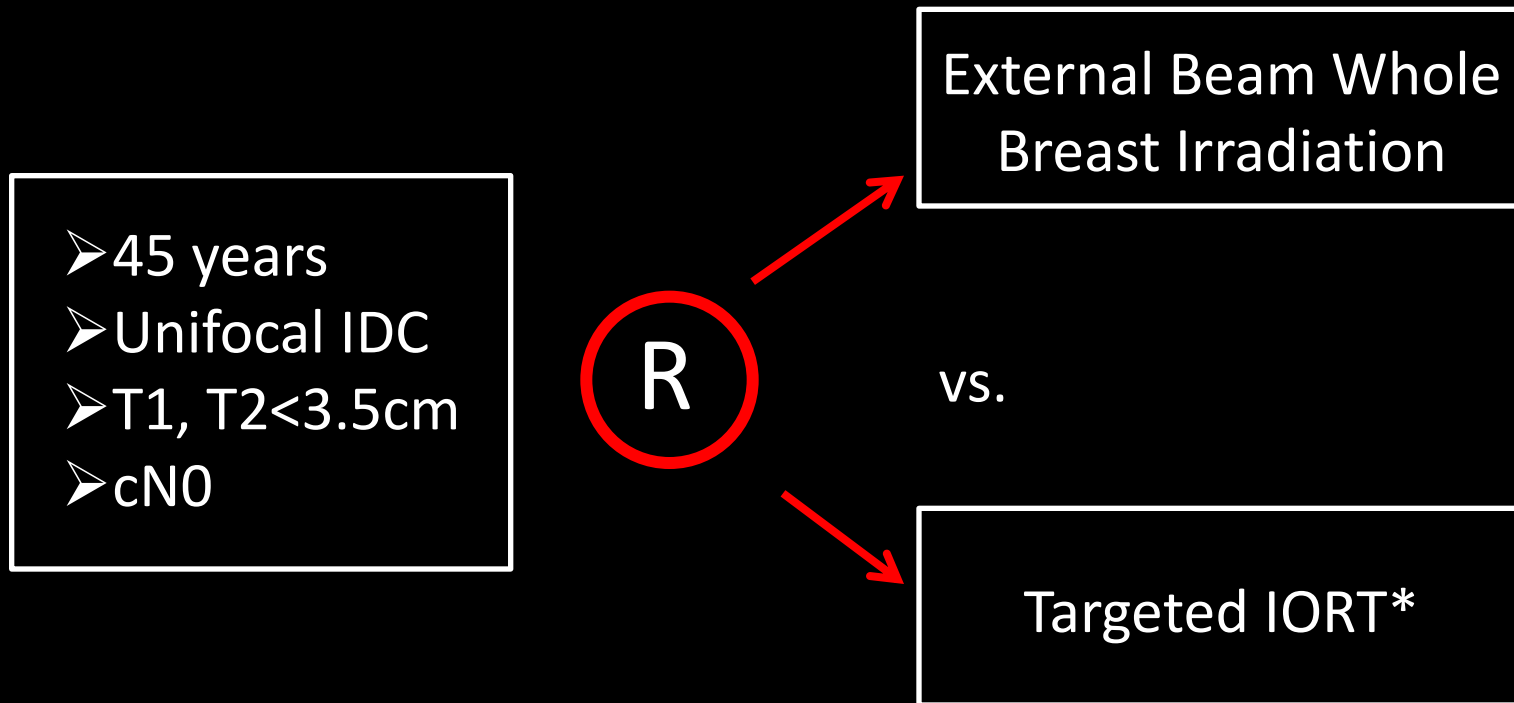 External Beam Whole
Breast Irradiation
➢45 years
➢Unifocal IDC
➢T1, T2<3.5cm
➢cN0
R
vs.
Targeted IORT*